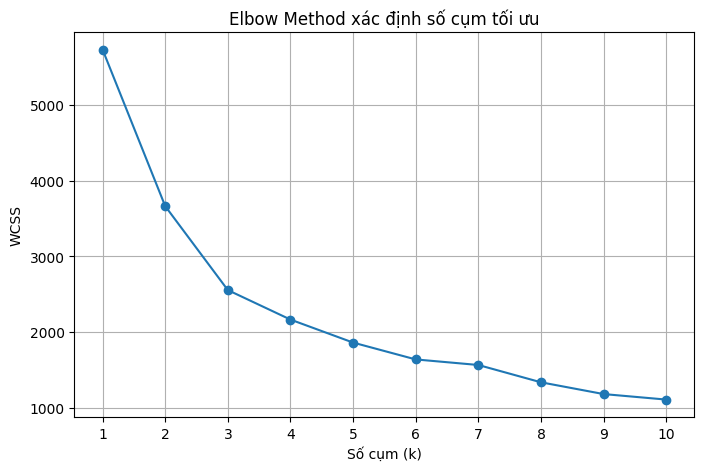 Elbow Method xác định số cụm tối ưu
WCSS
5000
4000
3000
2000
1000
1 2 3 4 5 6 7 8 9 10
Số cụm (k)